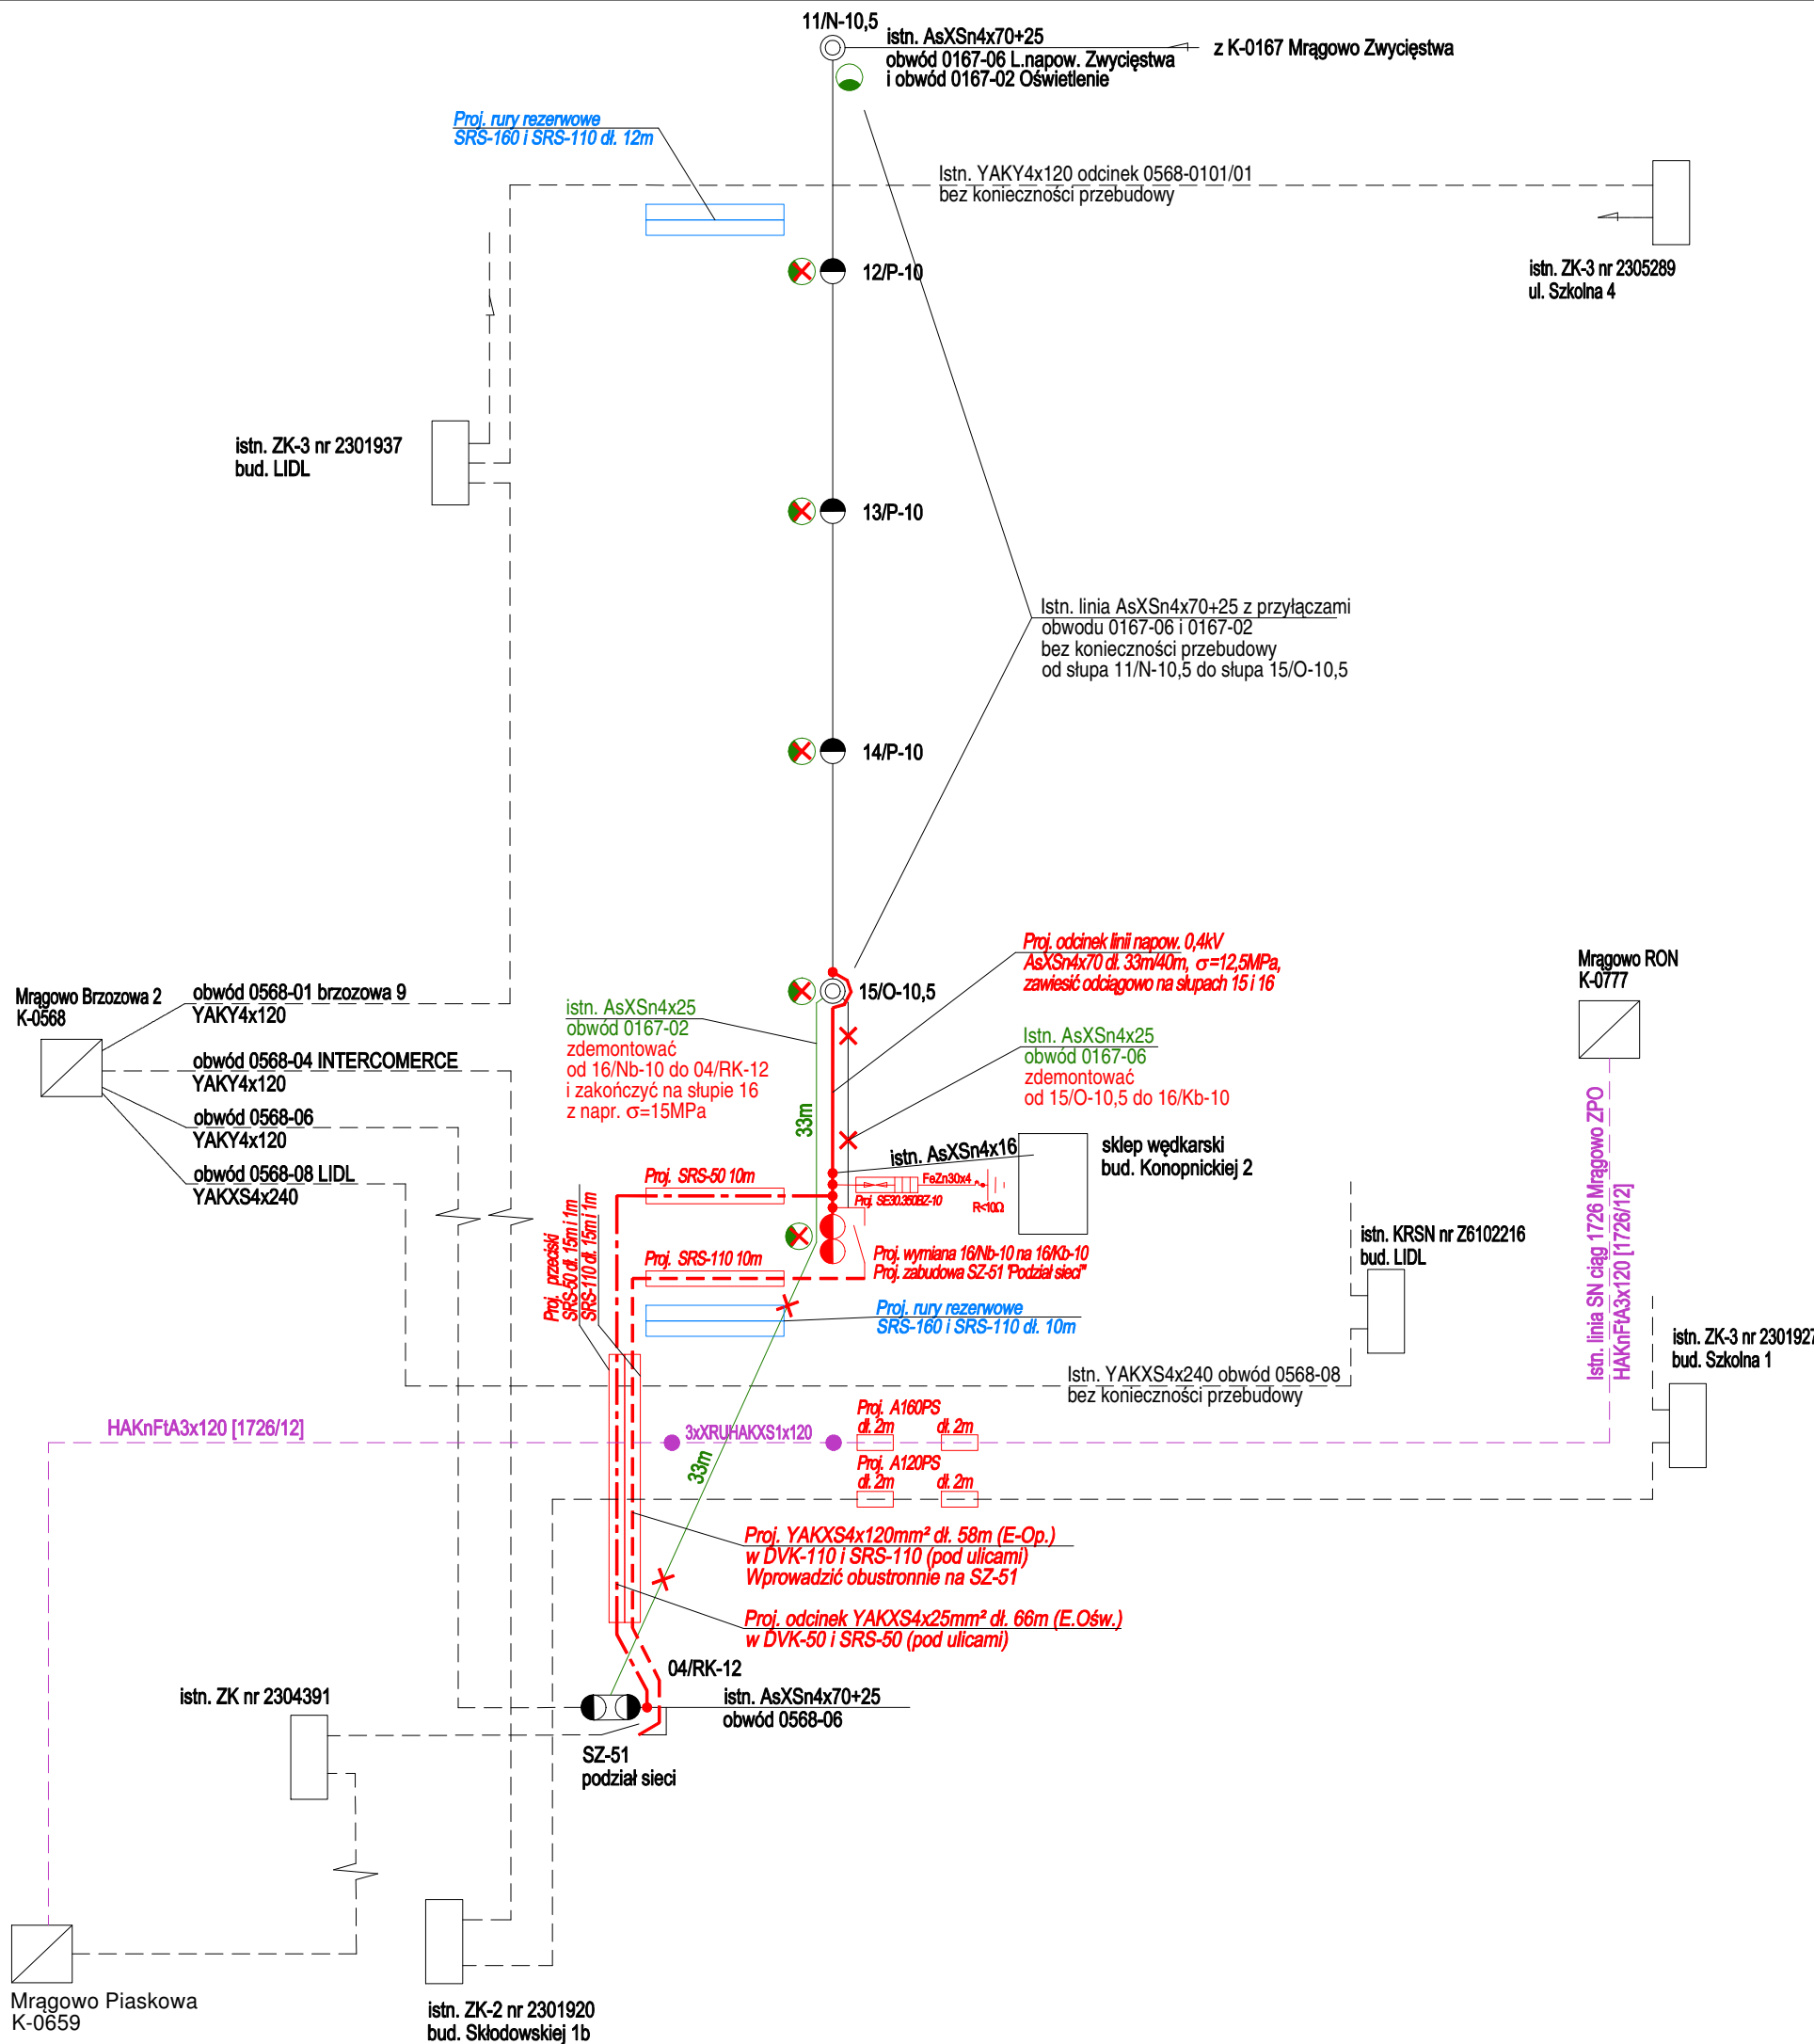 11/N-10,5
istn. AsXSn4x70+25
obwód 0167-06 L.napow. Zwycięstwa
i obwód 0167-02 Oświetlenie
z K-0167 Mrągowo Zwycięstwa
Proj. rury rezerwowe
SRS-160 i SRS-110 dł. 12m
Istn. YAKY4x120 odcinek 0568-0101/01
bez konieczności przebudowy
istn. ZK-3 nr 2305289
ul. Szkolna 4
12/P-10
istn. ZK-3 nr 2301937
bud. LIDL
13/P-10
Istn. linia AsXSn4x70+25 z przyłączami
obwodu 0167-06 i 0167-02
bez konieczności przebudowy
od słupa 11/N-10,5 do słupa 15/O-10,5
14/P-10
Proj. odcinek linii napow. 0,4kV
AsXSn4x70 dł. 33m/40m, σ=12,5MPa,
zawiesić odciągowo na słupach 15 i 16
15/O-10,5
Mrągowo RON
K-0777
Mrągowo Brzozowa 2
K-0568
obwód 0568-01 brzozowa 9
YAKY4x120
obwód 0568-04 INTERCOMERCE
YAKY4x120
obwód 0568-06
YAKY4x120
obwód 0568-08 LIDL
YAKXS4x240
istn. AsXSn4x25
obwód 0167-02
zdemontować
od 16/Nb-10 do 04/RK-12
i zakończyć na słupie 16
z napr. σ=15MPa
33m
Istn. AsXSn4x25
obwód 0167-06
zdemontować
od 15/O-10,5 do 16/Kb-10
istn. AsXSn4x16
sklep wędkarski
bud. Konopnickiej 2
Proj. SRS-50 10m
FeZn30x4
Proj. SE30.350BZ-10
R<10Ω
Proj. przeciski
SRS-50 dł. 15m i 1m
SRS-110 dł. 15m i 1m
Proj. SRS-110 10m
Proj. wymiana 16/Nb-10 na 16/Kb-10
Proj. zabudowa SZ-51 "Podział sieci"
Proj. rury rezerwowe
SRS-160 i SRS-110 dł. 10m
istn. KRSN nr Z6102216
bud. LIDL
Istn. linia SN ciąg 1726 Mrągowo ZPO
HAKnFtA3x120 [1726/12]
istn. ZK-3 nr 2301927
bud. Szkolna 1
Istn. YAKXS4x240 obwód 0568-08
bez konieczności przebudowy
HAKnFtA3x120 [1726/12]
3xXRUHAKXS1x120
Proj. A160PS
dł. 2m dł. 2m
Proj. A120PS
dł. 2m dł. 2m
33m
Proj. YAKXS4x120mm² dł. 58m (E-Op.)
w DVK-110 i SRS-110 (pod ulicami)
Wprowadzić obustronnie na SZ-51
Proj. odcinek YAKXS4x25mm² dł. 66m (E.Ośw.)
w DVK-50 i SRS-50 (pod ulicami)
04/RK-12
istn. AsXSn4x70+25
obwód 0568-06
istn. ZK nr 2304391
SZ-51
podział sieci
Mrągowo Piaskowa
K-0659
istn. ZK-2 nr 2301920
bud. Skłodowskiej 1b